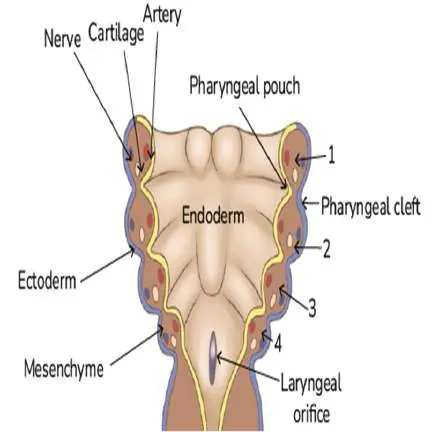 Artery
Cartilage
Nerve
Pharyngeal pouch
1
Pharyngeal cleft
Endoderm
2
Ectoderm
3
4
Mesenchyme
Laryngeal
orifice